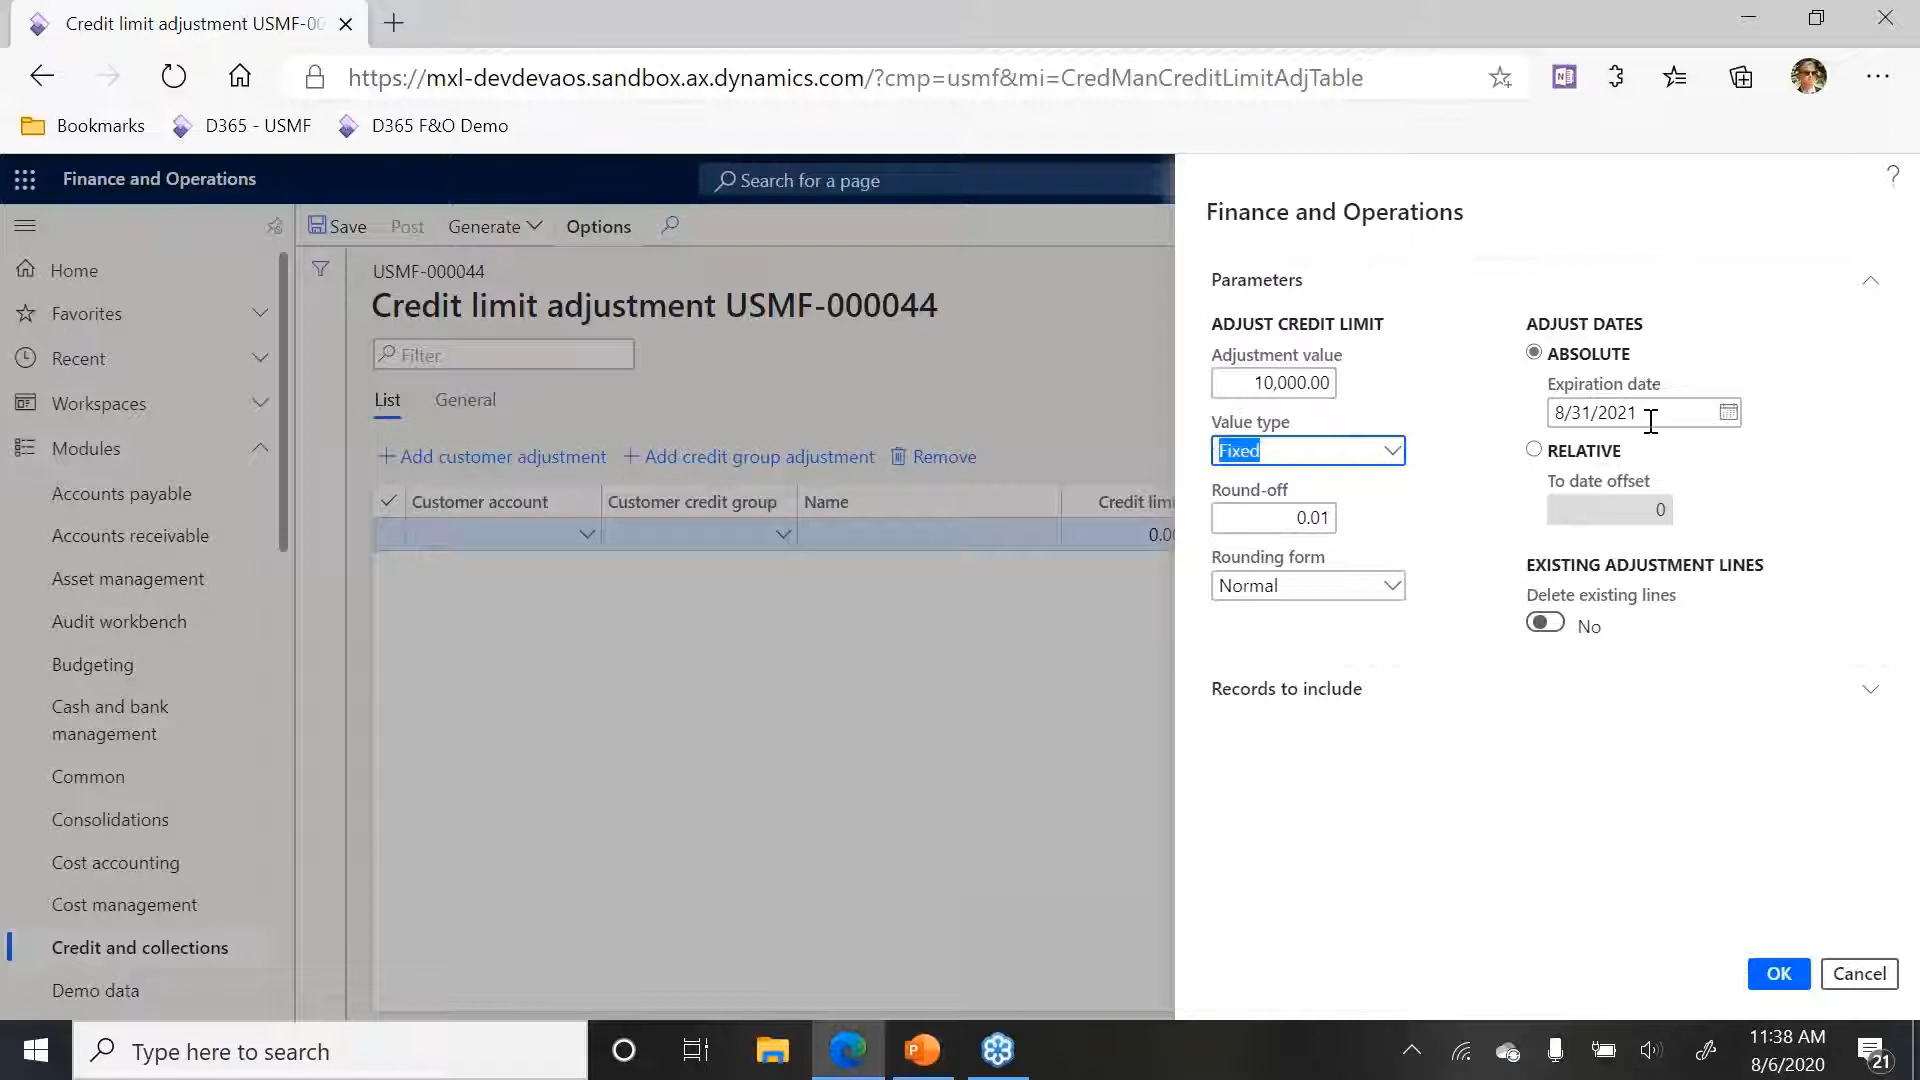 Credit limit adjustment USMF-00
https://mxl-devdevaos.sandbox.ax.dynamics.com/?cmp=usmf&mi=CredManCreditLimitAdjTable
Bookmarks
D365 - USMF
D365 F&O Demo
Finance and Operations
Search for a page
Save
Post
Generate
Options
Home
Favorites
Recent
Workspaces
Modules
Accounts payable
Accounts receivable
Asset management
Audit workbench
Budgeting
Cash and bank
management
Common
Consolidations
Cost accounting
Cost management
Credit and collections
Demo data
USMF-000044
Credit limit adjustment USMF-000044
Filter
List
General
Add customer adjustment
Add credit group adjustment
Remove
Customer account
Customer credit group
Name
Credit lim
0.0
?
Finance and Operations
Parameters
ADJUST CREDIT LIMIT
Adjustment value
10,000.00
Value type
Fixed
Round-off
0.01
Rounding form
Normal
ADJUST DATES
ABSOLUTE
Expiration date
8/31/2021
RELATIVE
To date offset
0
EXISTING ADJUSTMENT LINES
Delete existing lines
No
Records to include
OK
Cancel
Type here to search
11:38 AM
8/6/2020
21